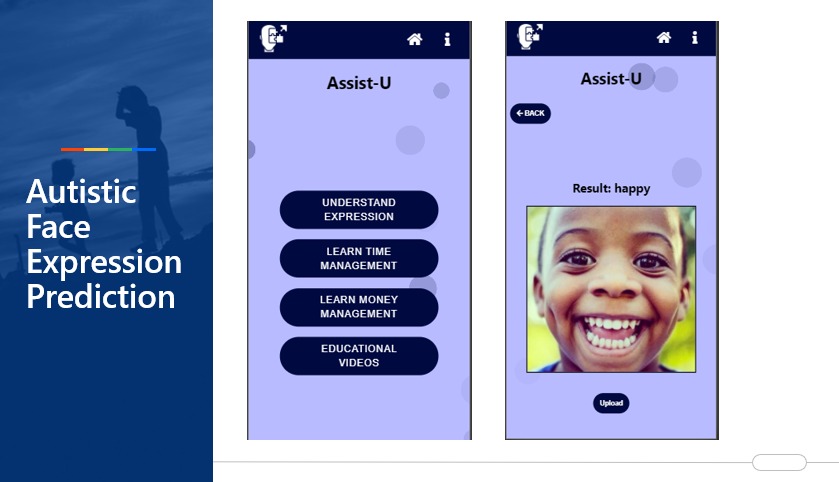 Autistic
Face
Expression
Prediction
Assist-U
UNDERSTAND
EXPRESSION
LEARN TIME
MANAGEMENT
LEARN MONEY
MANAGEMENT
EDUCATIONAL
VIDEOS
Assist-U
BACK
Result: happy
Upload